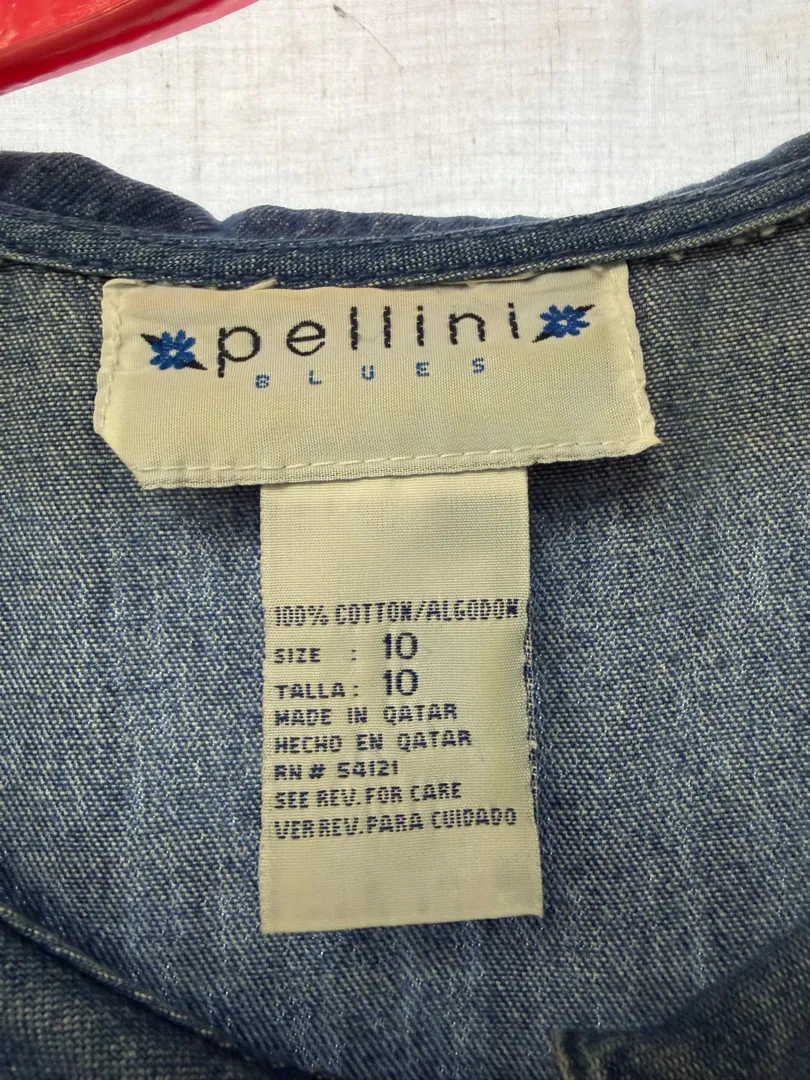 pellini
BLUES
100% COTTON/ALGODON
SIZE : 10
TALLA: 10
MADE IN QATAR
HECHO EN QATAR
RN # 54121
SEE REV. FOR CARE
VER REV. PARA CUIDADO